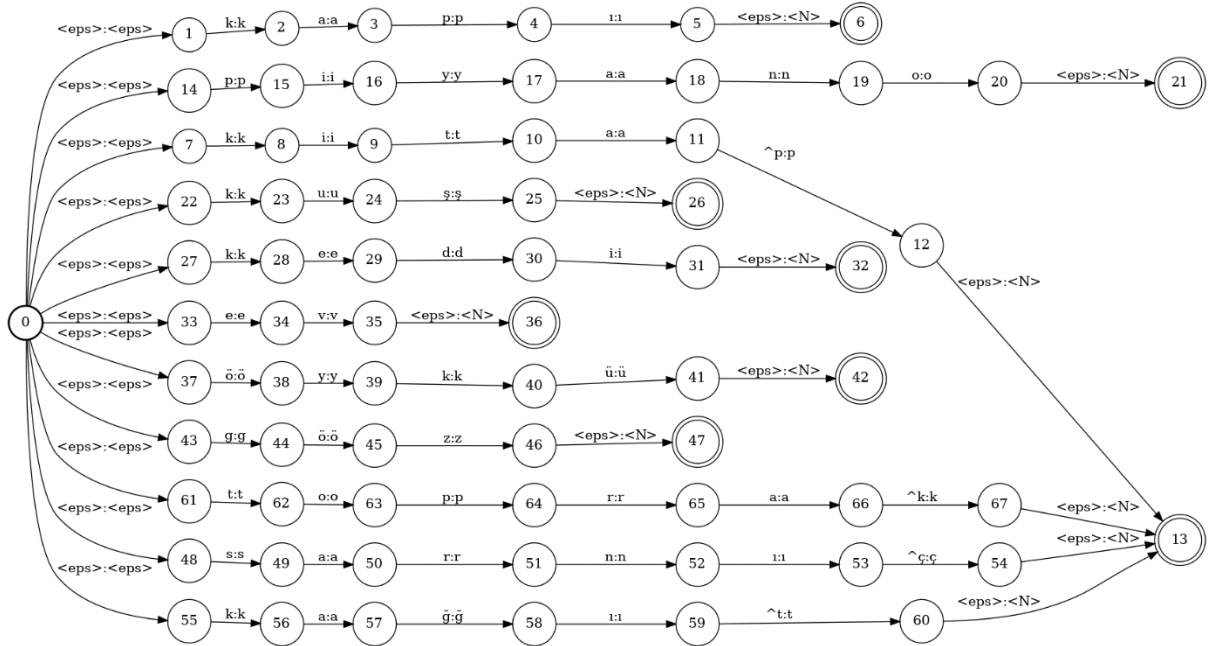 <eps>:<eps> 1 k:k 2 a:a 3 p:p 4 ı:ı 5 <eps>:<N> 6
<eps>:<eps> 14 p:p 15 i:i 16 y:y 17 a:a 18 n:n 19 o:o 20 <eps>:<N> 21
<eps>:<eps> 7 k:k 8 i:i 9 t:t 10 a:a 11 ^p:p
<eps>:<eps> 22 k:k 23 u:u 24 ş:ş 25 <eps>:<N> 26
12
<eps>:<eps> 27 k:k 28 e:e 29 d:d 30 i:i 31 <eps>:<N> 32 <eps>:<N>
0 <eps>:<eps> 33 e:e 34 v:v 35 <eps>:<N> 36
<eps>:<eps> 37 ö:ö 38 y:y 39 k:k 40 ü:ü 41 <eps>:<N> 42
<eps>:<eps> 43 g:g 44 ö:ö 45 z:z 46 <eps>:<N> 47
<eps>:<eps> 61 t:t 62 o:o 63 p:p 64 r:r 65 a:a 66 ^k:k 67 <eps>:<N>
<eps>:<eps> 48 s:s 49 a:a 50 r:r 51 n:n 52 ı:ı 53 ^ç:ç 54 <eps>:<N> 13
<eps>:<eps> 55 k:k 56 a:a 57 ğ:ğ 58 ı:ı 59 ^t:t 60 <eps>:<N>